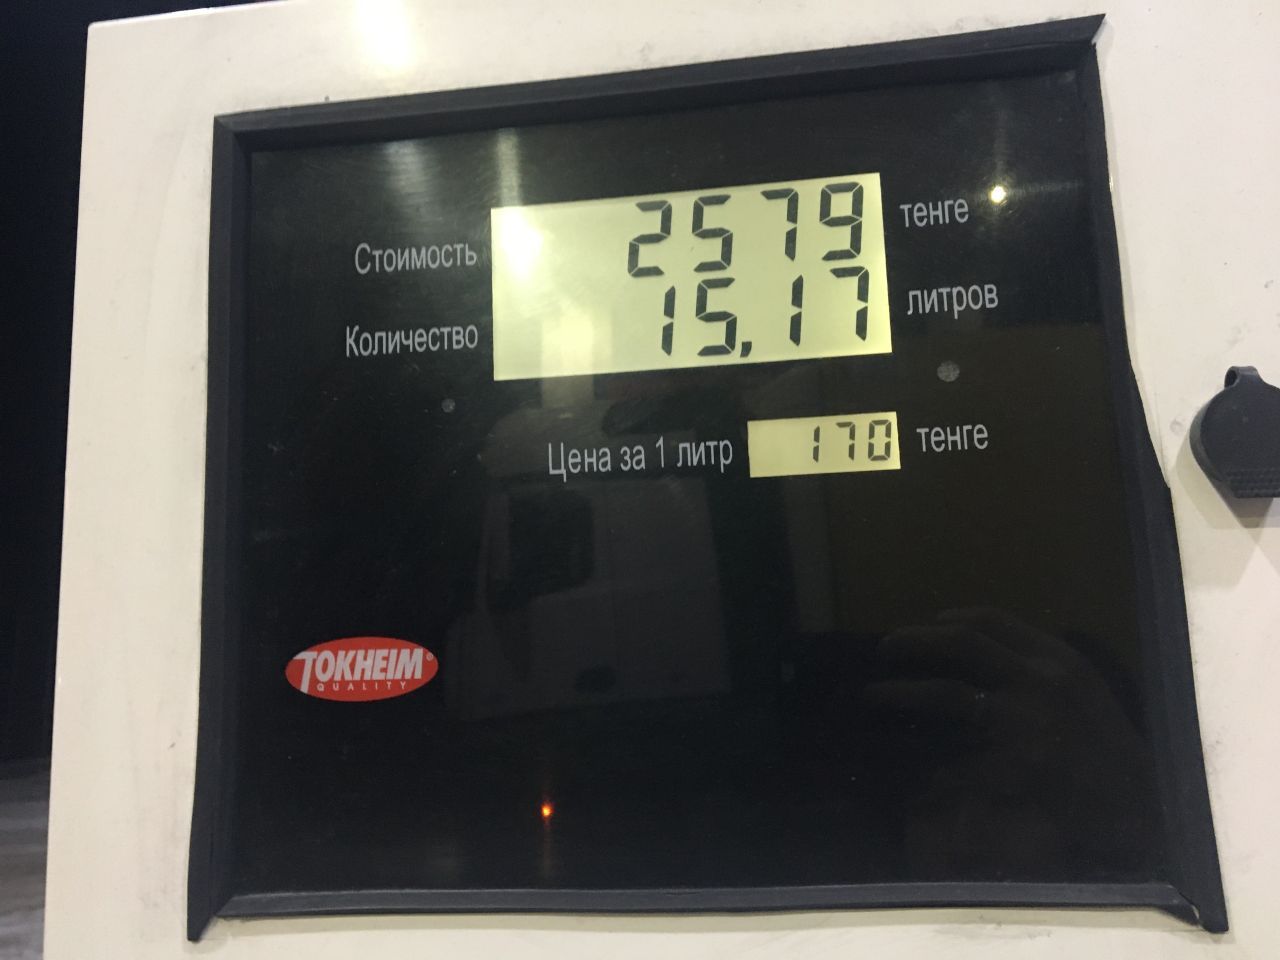 Стоимость 2579 тенге
Количество 15,17 литров
Цена за 1 литр 170 тенге
TOKHEIM®
QUALITY